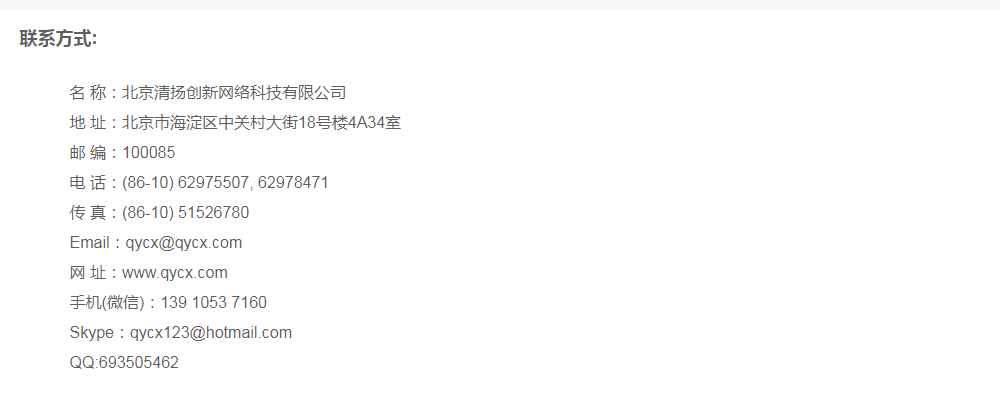 联系方式:
名 称：北京清扬创新网络科技有限公司
地 址：北京市海淀区中关村大街18号楼4A34室
邮 编：100085
电 话：(86-10) 62975507, 62978471
传 真：(86-10) 51526780
Email：qycx@qycx.com
网 址：www.qycx.com
手机(微信)：139 1053 7160
Skype：qycx123@hotmail.com
QQ:693505462